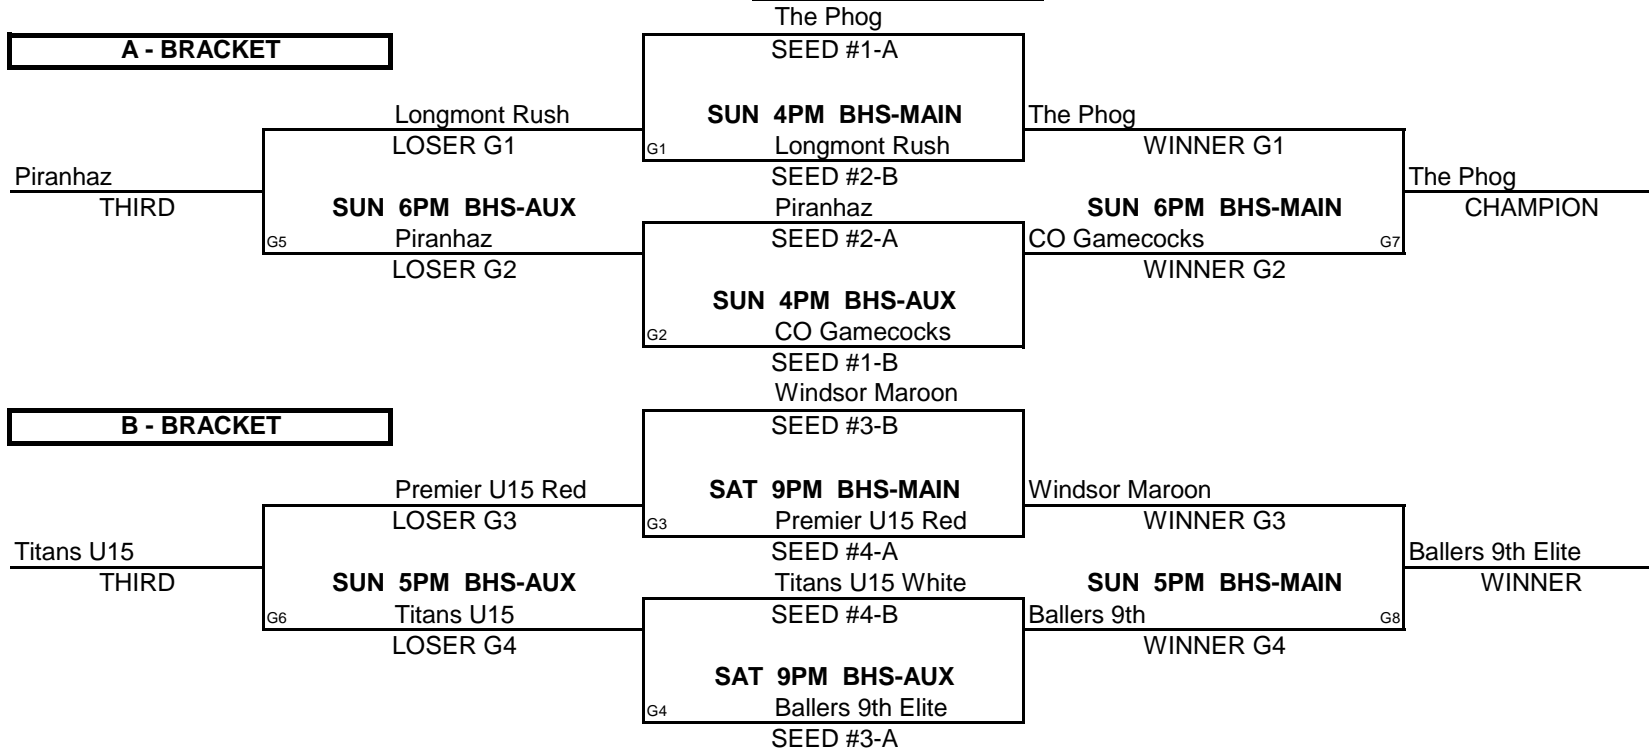 The Phog
A - BRACKET
SEED #1-A
Longmont Rush
SUN 4PM BHS-MAIN
The Phog
LOSER G1
G1
Longmont Rush
WINNER G1
Piranhaz
SEED #2-B
The Phog
THIRD
SUN 6PM BHS-AUX
Piranhaz
SUN 6PM BHS-MAIN
CHAMPION
G5
Piranhaz
SEED #2-A
CO Gamecocks
G7
LOSER G2
WINNER G2
SUN 4PM BHS-AUX
G2
CO Gamecocks
SEED #1-B
Windsor Maroon
B - BRACKET
SEED #3-B
Premier U15 Red
SAT 9PM BHS-MAIN
Windsor Maroon
LOSER G3
G3
Premier U15 Red
WINNER G3
Titans U15
SEED #4-A
Ballers 9th Elite
THIRD
SUN 5PM BHS-AUX
Titans U15 White
SUN 5PM BHS-MAIN
WINNER
G6
Titans U15
SEED #4-B
Ballers 9th
G8
LOSER G4
WINNER G4
SAT 9PM BHS-AUX
G4
Ballers 9th Elite
SEED #3-A